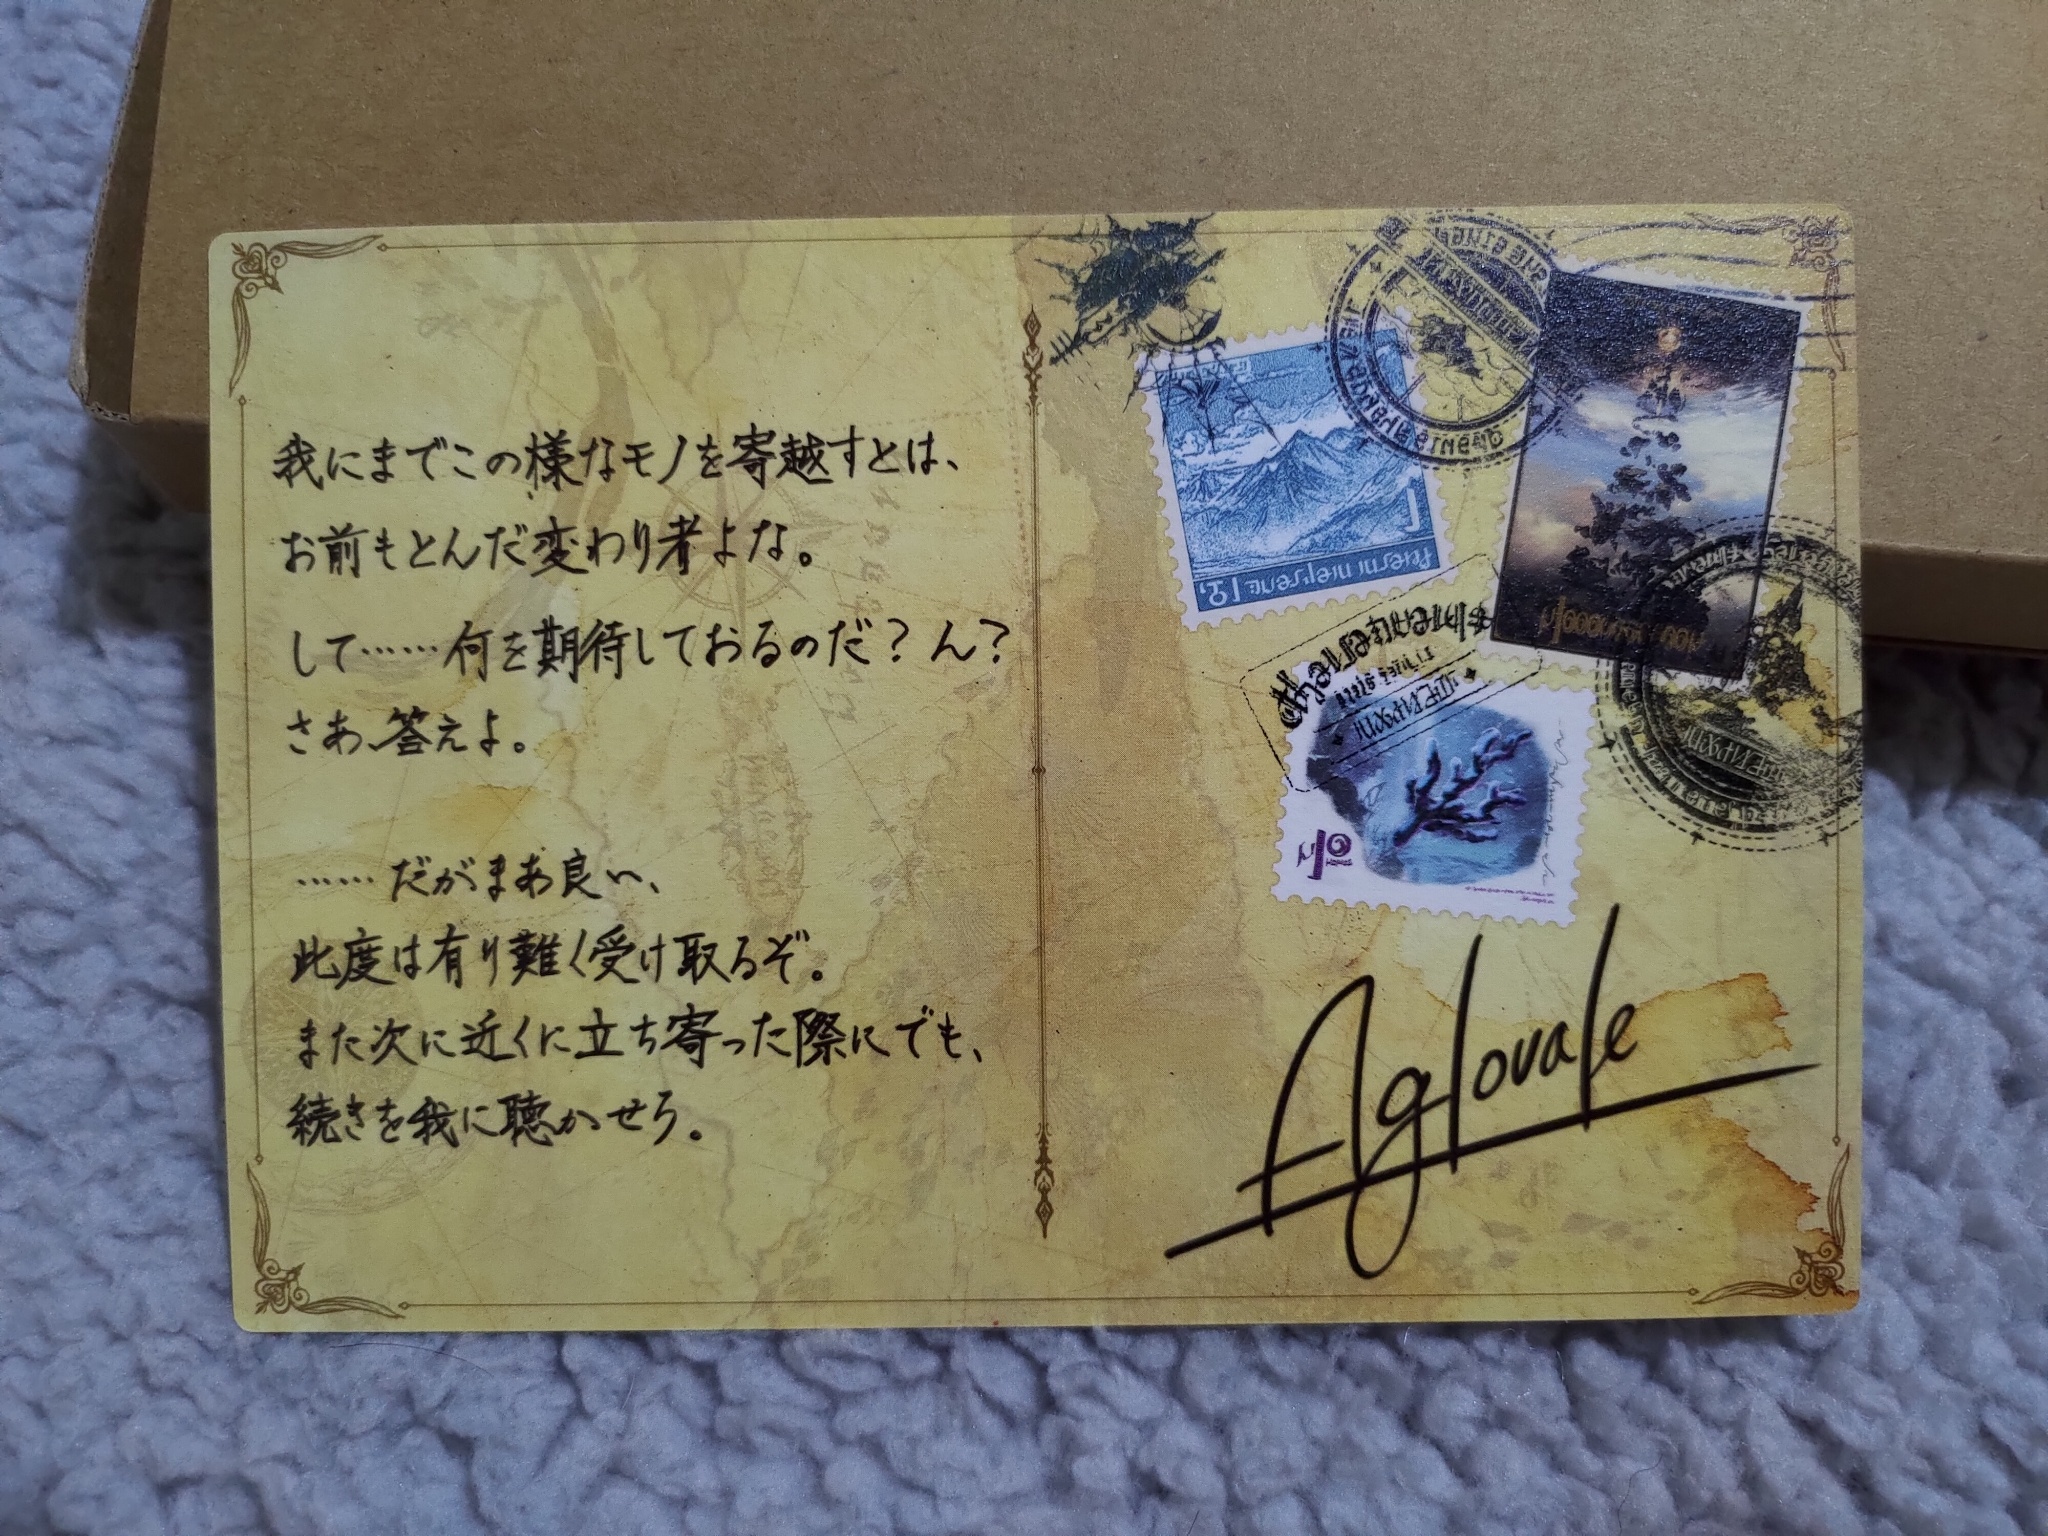 我にまでこの様なモノを寄越すとは、
お前もとんだ変わり者よな。
して……何を期待しておるのだ？ん？
さあ、答えよ。
……だがまあ良い、
此度は有り難く受け取るぞ。
また次に近くに立ち寄った際にでも、
続きを我に聴かせろ。
Aglovale